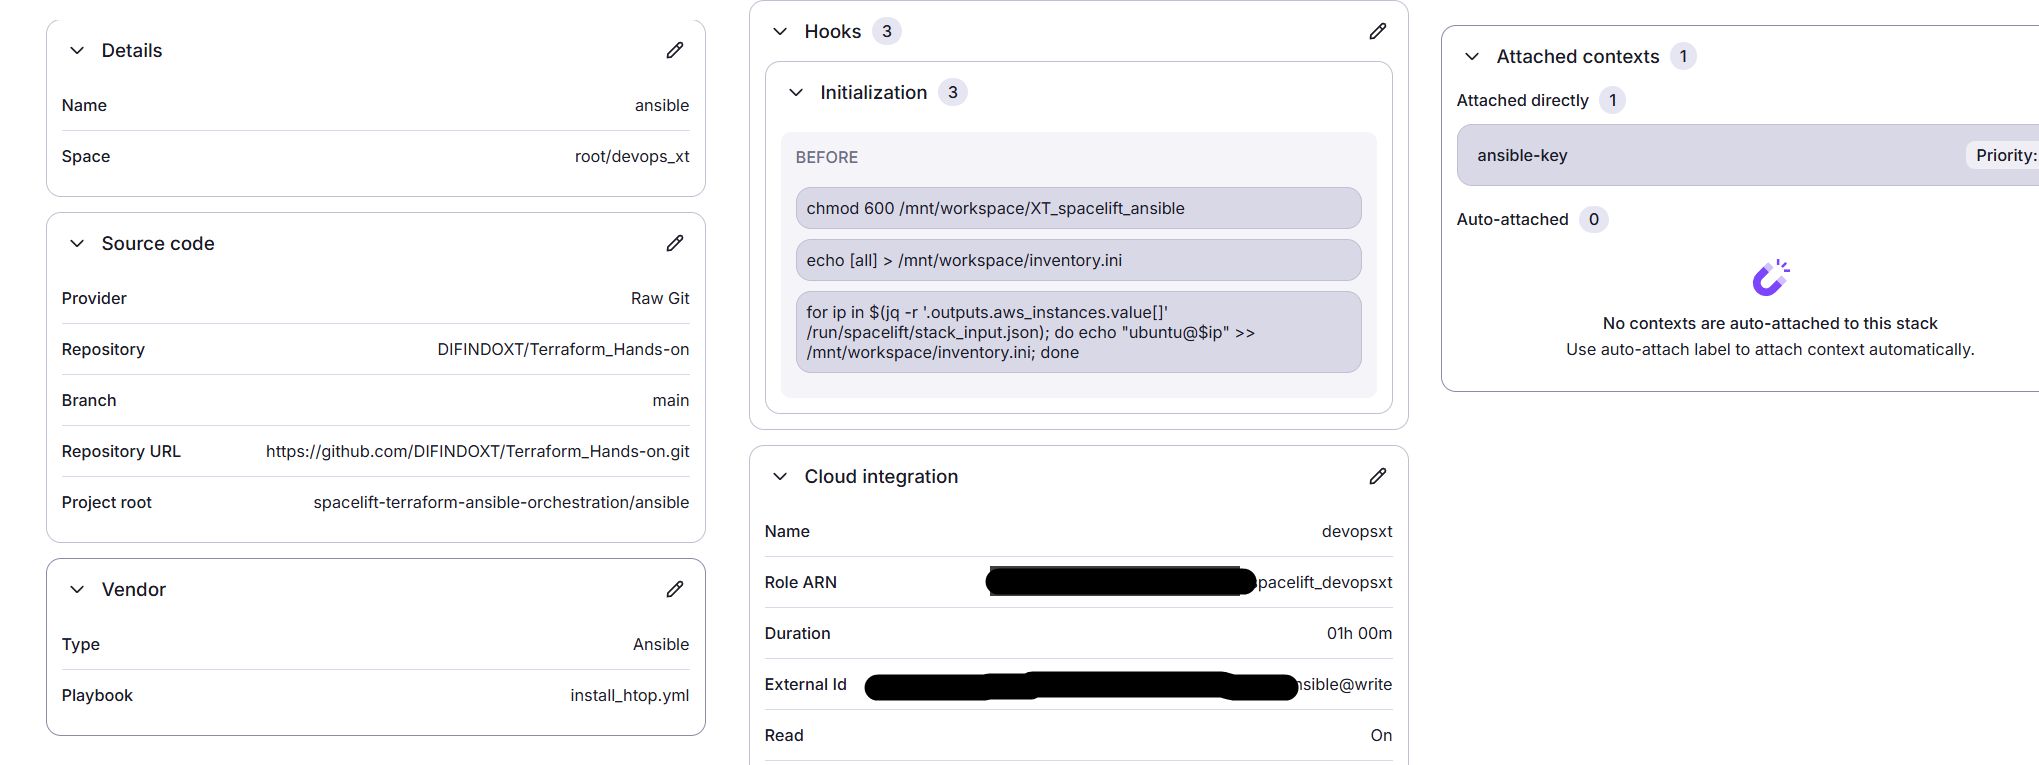 Details
Name ansible
Space root/devops_xt
Source code
Provider Raw Git
Repository DIFINDOXT/Terraform_Hands-on
Branch main
Repository URL https://github.com/DIFINDOXT/Terraform_Hands-on.git
Project root spacelift-terraform-ansible-orchestration/ansible
Vendor
Type Ansible
Playbook install_htop.yml
Hooks 3
Initialization 3
BEFORE
chmod 600 /mnt/workspace/XT_spacelift_ansible
echo [all] > /mnt/workspace/inventory.ini
for ip in $(jq -r '.outputs.aws_instances.value[]'
/run/spacelift/stack_input.json); do echo "ubuntu@$ip" >>
/mnt/workspace/inventory.ini; done
Cloud integration
Name devopsxt
Role ARN spacelift_devopsxt
Duration 01h 00m
External Id nsible@write
Read On
Attached contexts 1
Attached directly 1
ansible-key Priority:
Auto-attached 0
No contexts are auto-attached to this stack
Use auto-attach label to attach context automatically.